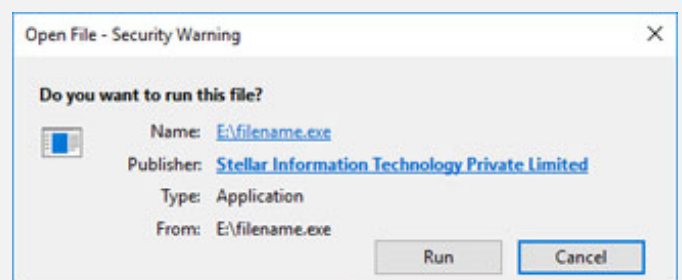 Open File - Security Warning
Do you want to run this file?
Name: E:\filename.exe
Publisher: Stellar Information Technology Private Limited
Type: Application
From: E:\filename.exe
Run Cancel